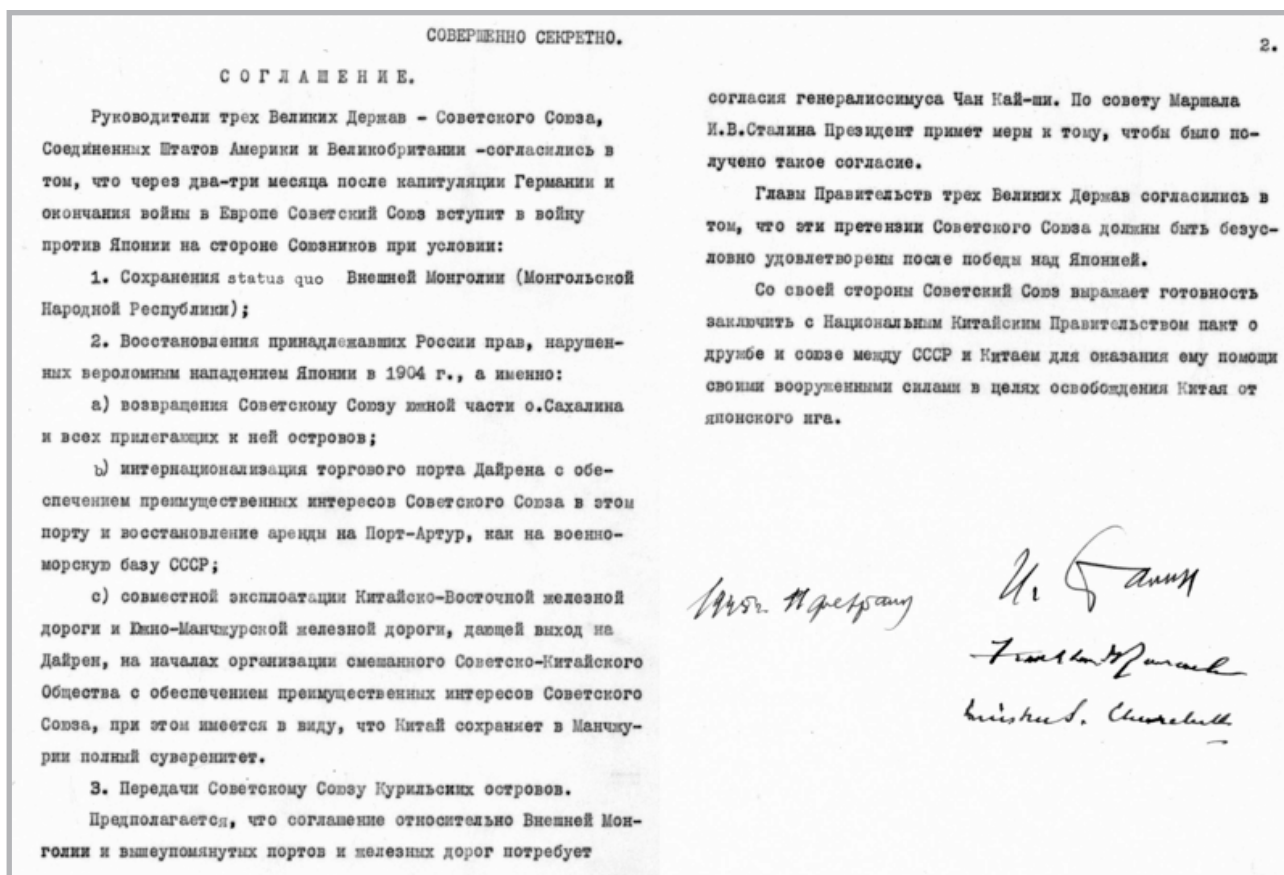 СОВЕРШЕННО СЕКРЕТНО.
СОГЛАШЕНИЕ.
Руководители трех Великих Держав - Советского Союза,
Соединенных Штатов Америки и Великобритании -согласились в
том, что через два-три месяца после капитуляции Германии и
окончания войны в Европе Советский Союз вступит в войну
против Японии на стороне Союзников при условии:
1. Сохранения status quo Внешней Монголии (Монгольской
Народной Республики);
2. Восстановления принадлежавших России прав, нарушен-
ных вероломным нападением Японии в 1904 г., а именно:
а) возвращения Советскому Союзу южной части о.Сахалина
и всех прилегающих к ней островов;
b) интернационализация торгового порта Дайрена с обе-
спечением преимущественных интересов Советского Союза в этом
порту и восстановление аренды на Порт-Артур, как на военно-
морскую базу СССР;
с) совместной эксплоатации Китайско-Восточной железной
дороги и Южно-Манчжурской железной дороги, дающей выход на
Дайрен, на началах организации смешанного Советско-Китайского
Общества с обеспечением преимущественных интересов Советского
Союза, при этом имеется в виду, что Китай сохраняет в Манчжу-
рии полный суверенитет.
3. Передачи Советскому Союзу Курильских островов.
Предполагается, что соглашение относительно Внешней Мон-
голии и вышеупомянутых портов и железных дорог потребует
2.
согласия генералиссимуса Чан Кай-ши. По совету Маршала
И.В.Сталина Президент примет меры к тому, чтобы было по-
лучено такое согласие.
Главы Правительств трех Великих Держав согласились в
том, что эти претензии Советского Союза должны быть безус-
ловно удовлетворены после победы над Японией.
Со своей стороны Советский Союз выражает готовность
заключить с Национальным Китайским Правительством пакт о
дружбе и союзе между СССР и Китаем для оказания ему помощи
своими вооруженными силами в целях освобождения Китая от
японского ига.
1945г. 11 февраля
И. Сталин
Franklin D Roosevelt
Winston S. Churchill